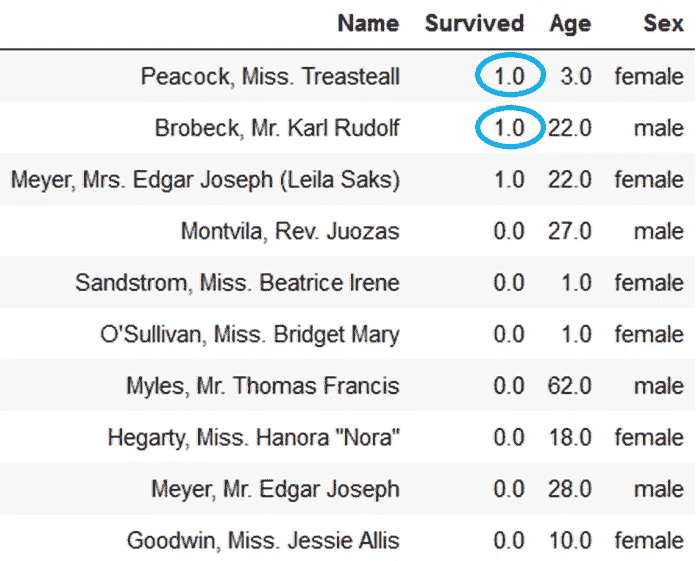 Name Survived Age Sex
Peacock, Miss. Treasteall 1.0 3.0 female
Brobeck, Mr. Karl Rudolf 1.0 22.0 male
Meyer, Mrs. Edgar Joseph (Leila Saks) 1.0 22.0 female
Montvila, Rev. Juozas 0.0 27.0 male
Sandstrom, Miss. Beatrice Irene 0.0 1.0 female
O'Sullivan, Miss. Bridget Mary 0.0 1.0 female
Myles, Mr. Thomas Francis 0.0 62.0 male
Hegarty, Miss. Hanora "Nora" 0.0 18.0 female
Meyer, Mr. Edgar Joseph 0.0 28.0 male
Goodwin, Miss. Jessie Allis 0.0 10.0 female